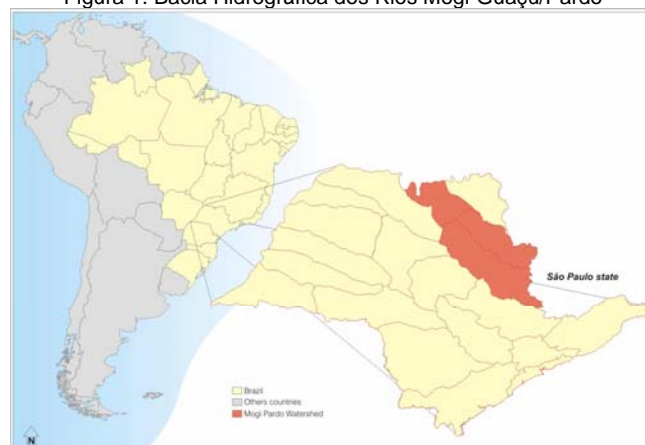 Figura 1: Bacia Hidrográfica dos Rios Mogi-Guaçu/Pardo
São Paulo state
Brazil
Others countries
Mogi Pardo Watershed
N